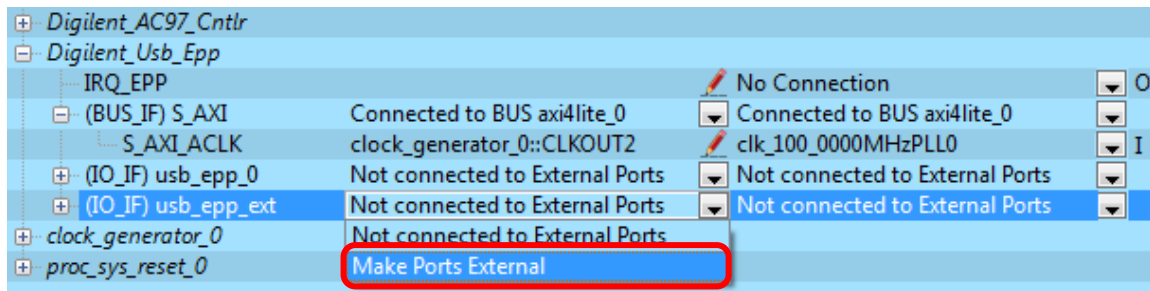 Digilent_AC97_Cntlr
Digilent_Usb_Epp
IRQ_EPP No Connection O
(BUS_IF) S_AXI Connected to BUS axi4lite_0 Connected to BUS axi4lite_0
S_AXI_ACLK clock_generator_0::CLKOUT2 clk_100_0000MHzPLL0 I
(IO_IF) usb_epp_0 Not connected to External Ports Not connected to External Ports
(IO_IF) usb_epp_ext Not connected to External Ports Not connected to External Ports
clock_generator_0 Not connected to External Ports
proc_sys_reset_0 Make Ports External